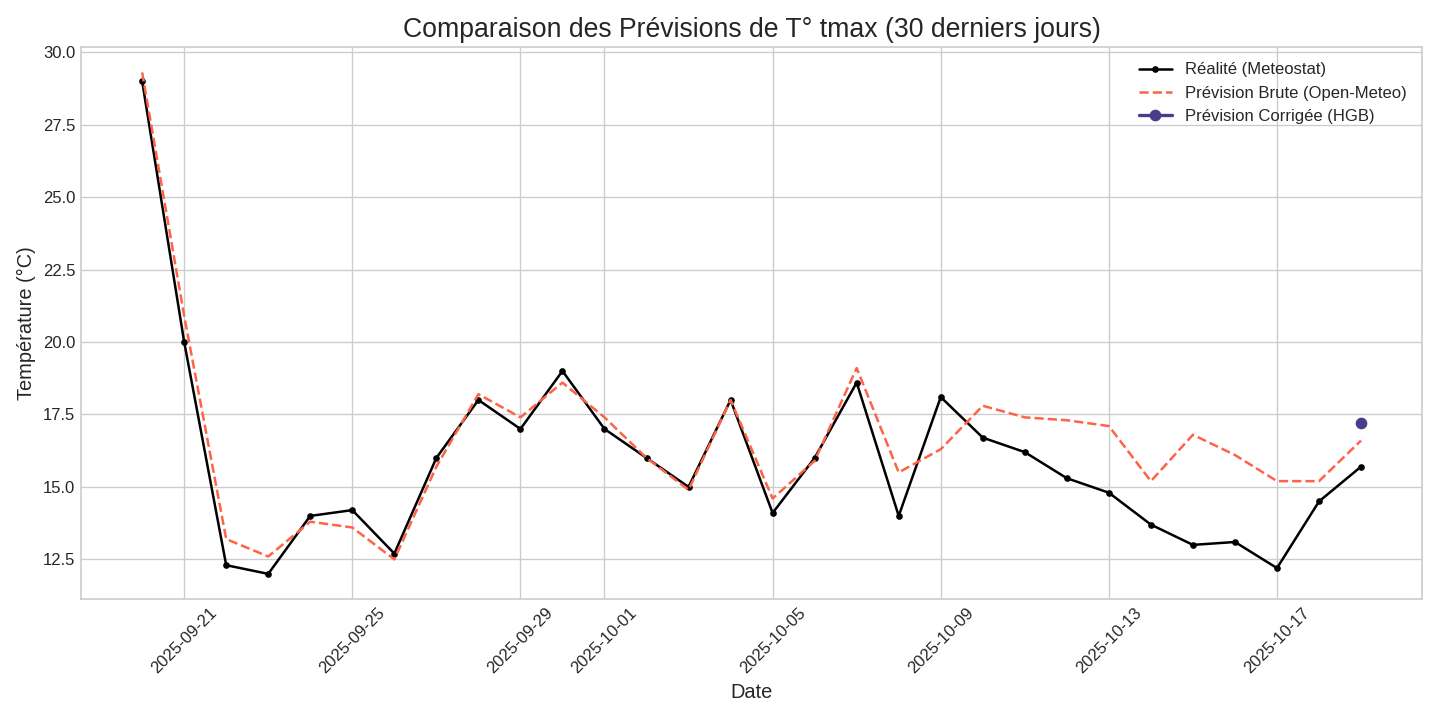 Comparaison des Prévisions de T° tmax (30 derniers jours)
Réalité (Meteostat)
Prévision Brute (Open-Meteo)
Prévision Corrigée (HGB)
Température (°C)
30.0
27.5
25.0
22.5
20.0
17.5
15.0
12.5
2025-09-21
2025-09-25
2025-09-29
2025-10-01
2025-10-05
2025-10-09
2025-10-13
2025-10-17
Date